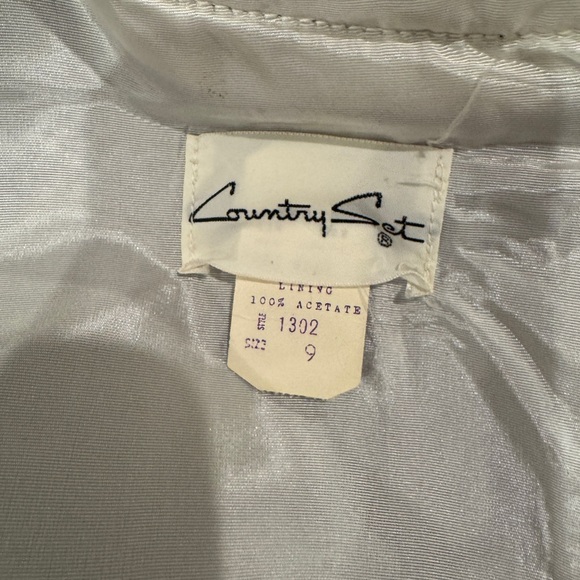 Country Set ®
LINING
100% ACETATE
STYLE 1302
SIZE 9